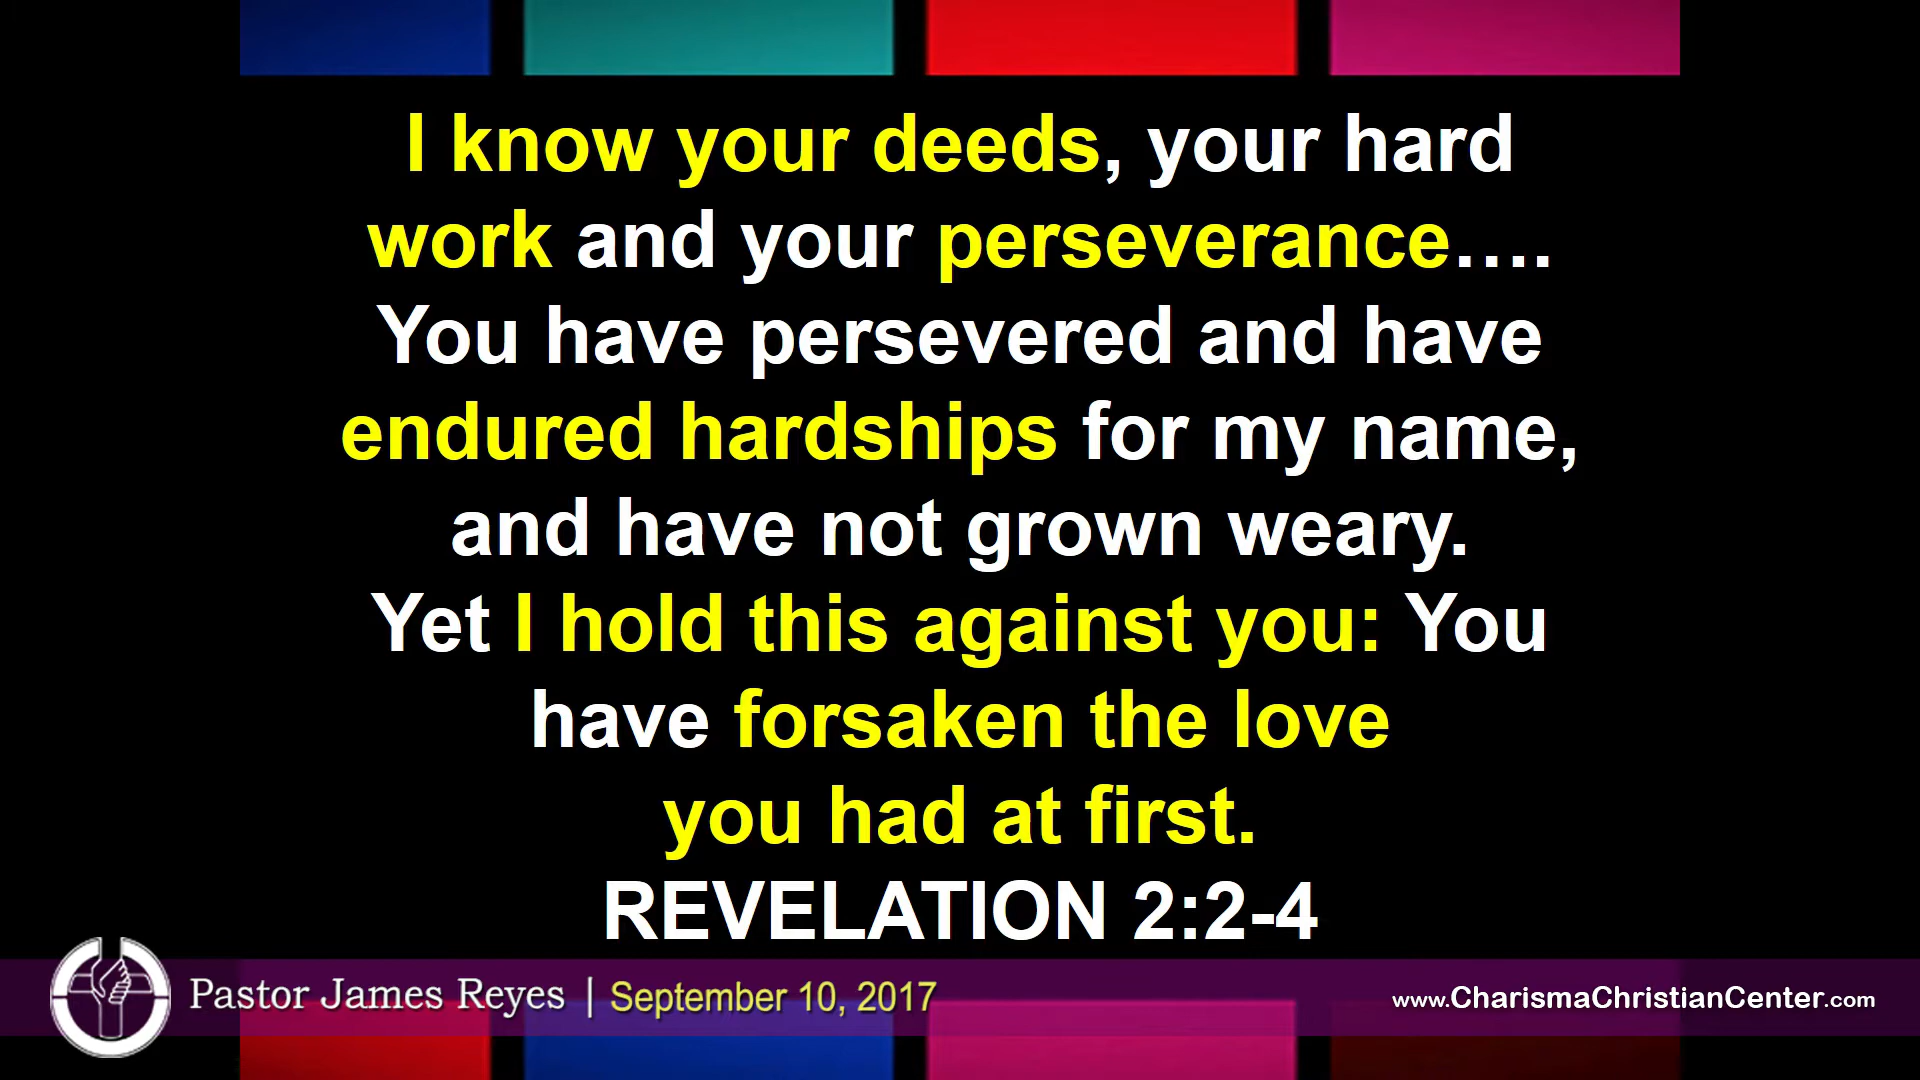 I know your deeds, your hard
work and your perseverance….
You have persevered and have
endured hardships for my name,
and have not grown weary.
Yet I hold this against you: You
have forsaken the love
you had at first.
REVELATION 2:2-4
Pastor James Reyes | September 10, 2017
www.CharismaChristianCenter.com